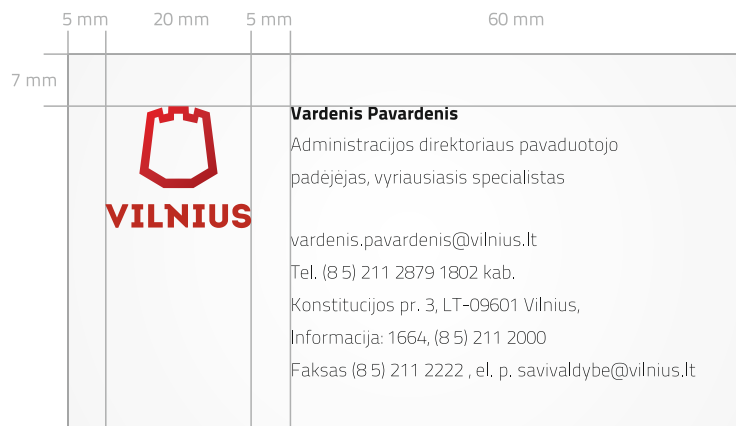 5 mm 20 mm 5 mm 60 mm
7 mm
VILNIUS
Vardenis Pavardenis
Administracijos direktoriaus pavaduotojo
padėjėjas, vyriausiasis specialistas
vardenis.pavardenis@vilnius.lt
Tel. (8 5) 211 2879 1802 kab.
Konstitucijos pr. 3, LT-09601 Vilnius,
Informacija: 1664, (8 5) 211 2000
Faksas (8 5) 211 2222 , el. p. savivaldybe@vilnius.lt